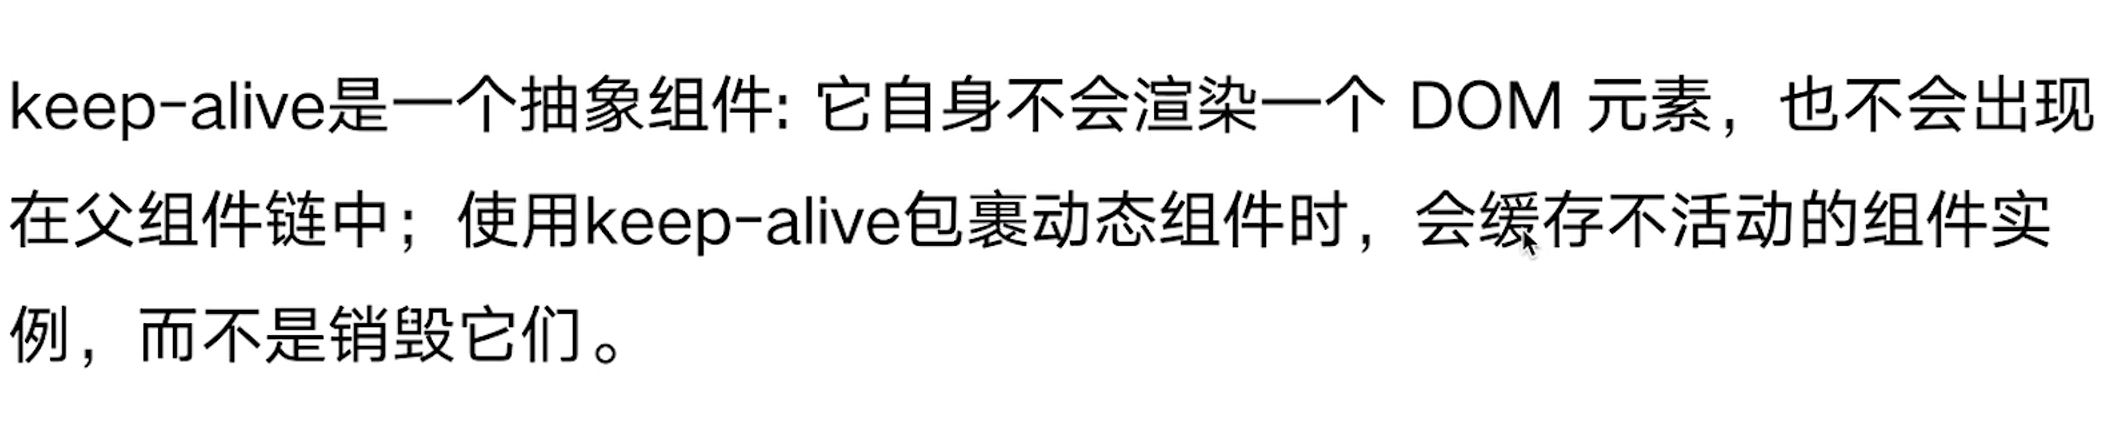 keep-alive是一个抽象组件: 它自身不会渲染一个 DOM 元素，也不会出现
在父组件链中；使用keep-alive包裹动态组件时，会缓存不活动的组件实
例，而不是销毁它们。